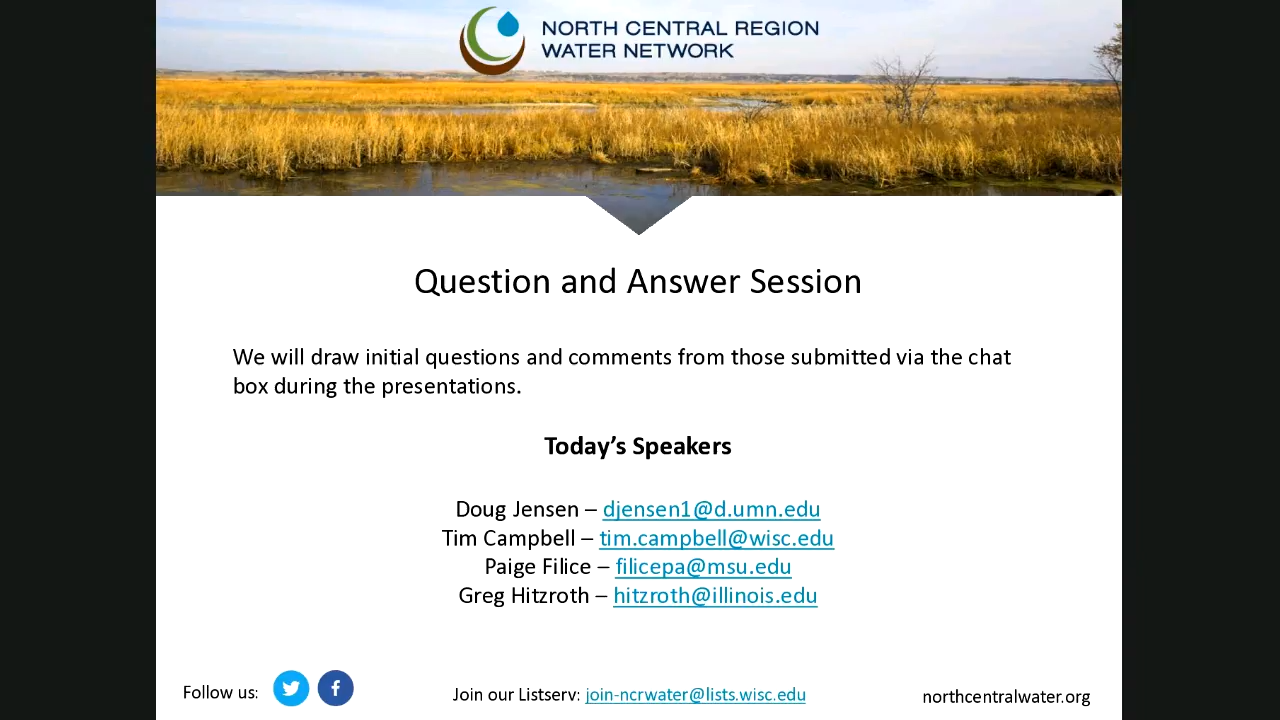 NORTH CENTRAL REGION
WATER NETWORK
Question and Answer Session
We will draw initial questions and comments from those submitted via the chat
box during the presentations.
Today’s Speakers
Doug Jensen – djensen1@d.umn.edu
Tim Campbell – tim.campbell@wisc.edu
Paige Filice – filicepa@msu.edu
Greg Hitzroth – hitzroth@illinois.edu
Follow us:
Join our Listserv: join-ncrwater@lists.wisc.edu
northcentralwater.org